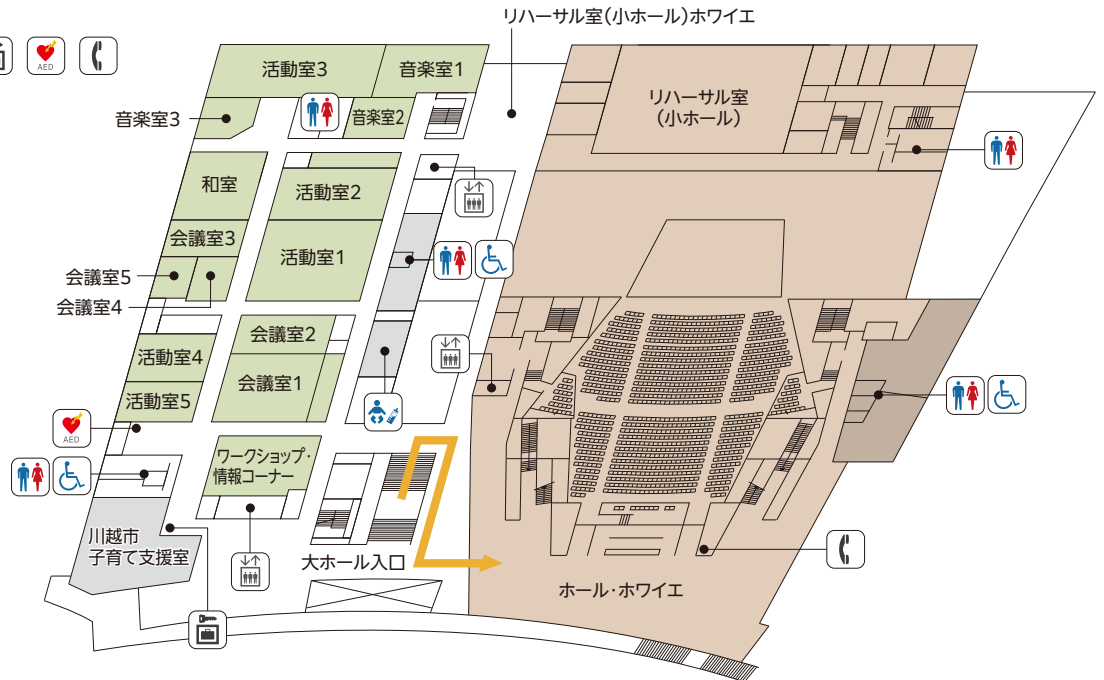 リハーサル室(小ホール)ホワイエ
AED
活動室3
音楽室1
リハーサル室
(小ホール)
音楽室3
音楽室2
和室
活動室2
会議室3
活動室1
会議室5
会議室4
会議室2
活動室4
会議室1
活動室5
AED
ワークショップ・
情報コーナー
川越市
子育て支援室
大ホール入口
ホール・ホワイエ